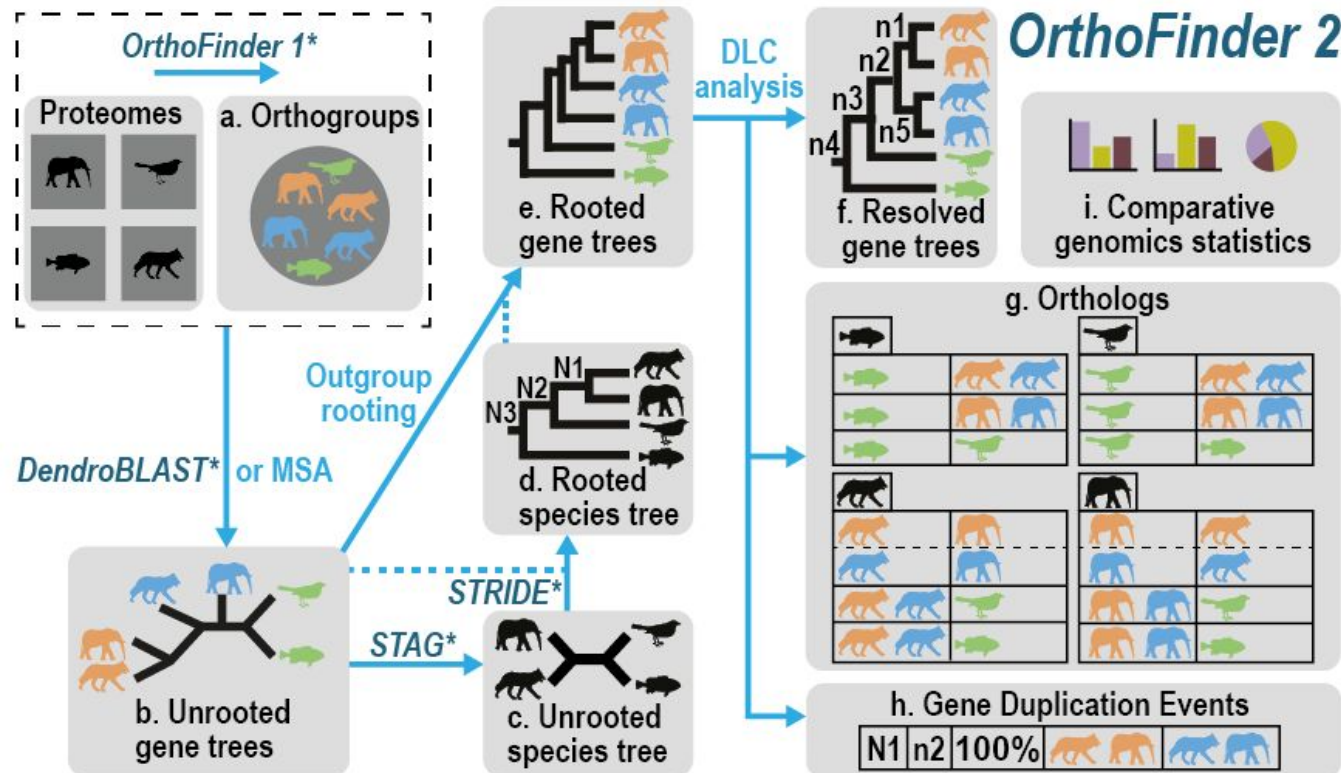 OrthoFinder 1*
Proteomes
a. Orthogroups
DendroBLAST* or MSA
b. Unrooted
gene trees
STAG*
STRIDE*
c. Unrooted
species tree
N1
N2
N3
d. Rooted
species tree
Outgroup
rooting
e. Rooted
gene trees
DLC
analysis
n1
n2
n3
n5
n4
f. Resolved
gene trees
OrthoFinder 2
i. Comparative
genomics statistics
g. Orthologs
h. Gene Duplication Events
N1 n2 100%